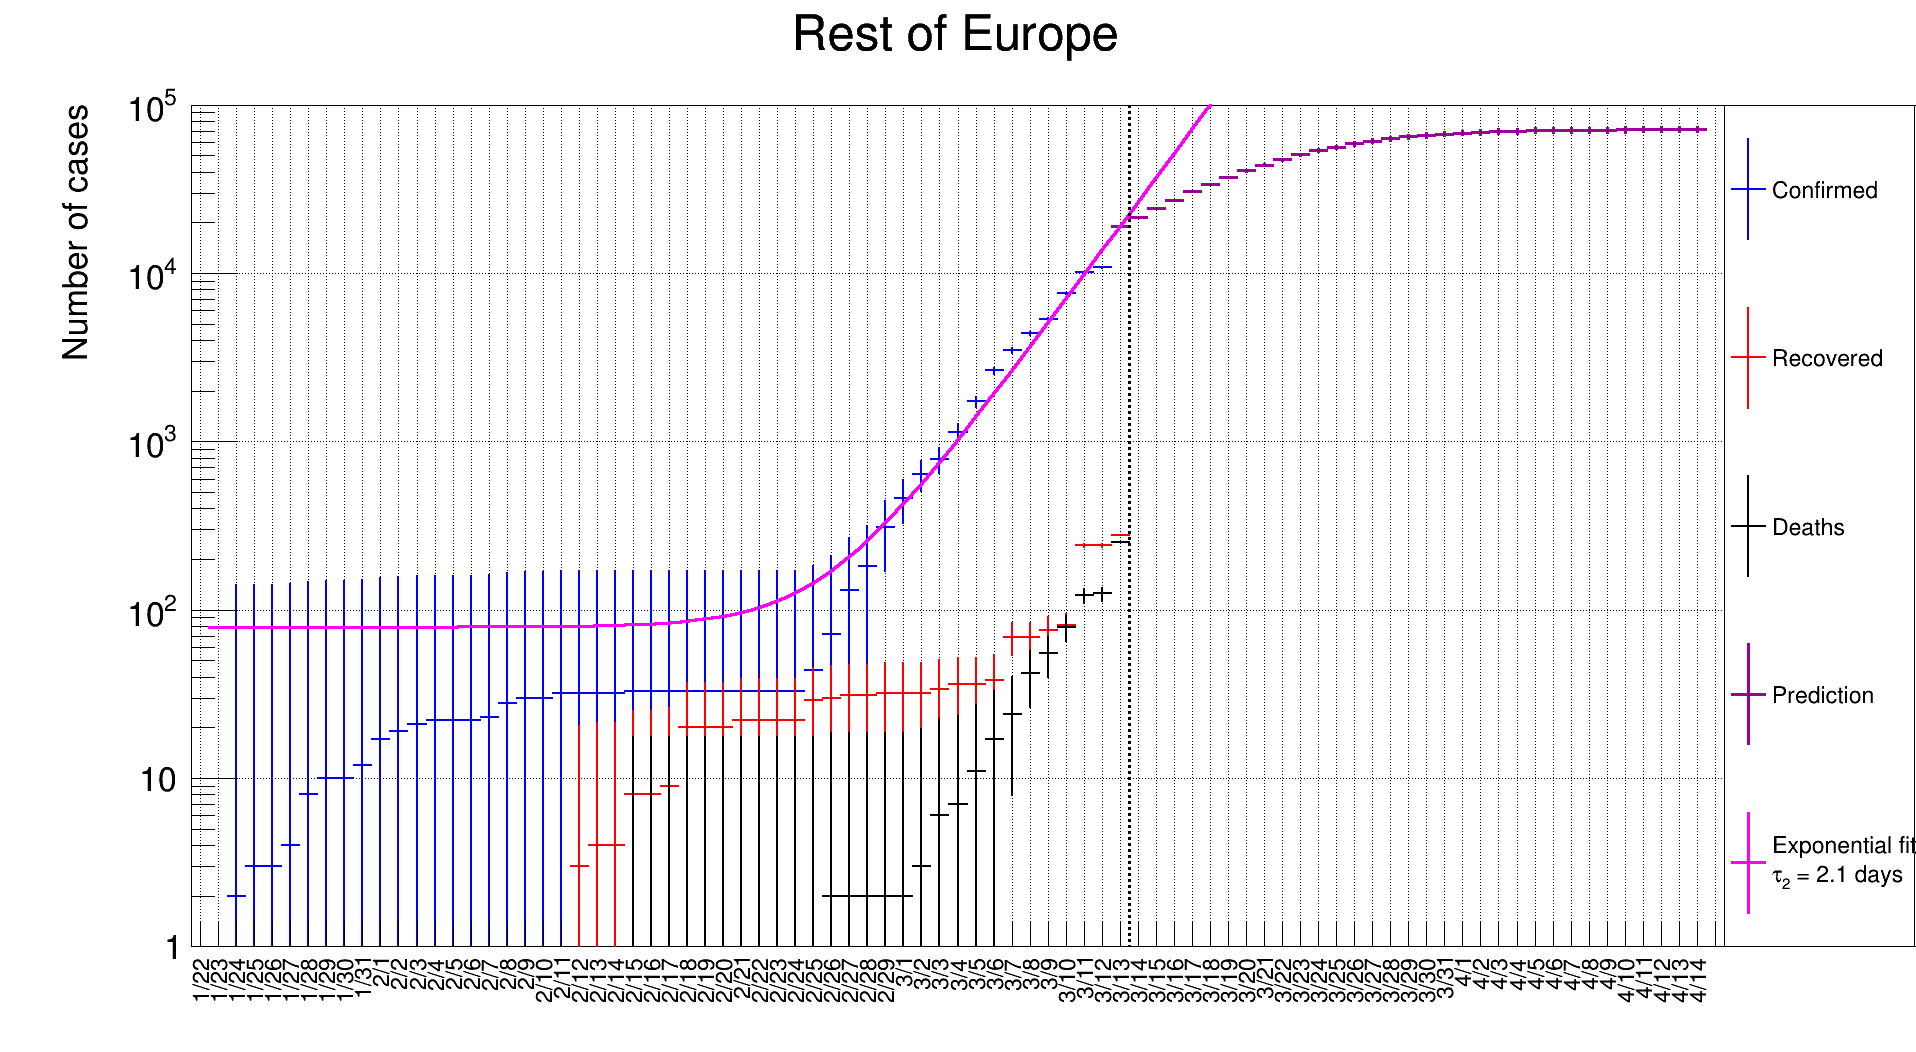 Rest of Europe
Number of cases
10^5
10^4
10^3
10^2
10
1
1/22 1/23 1/24 1/25 1/26 1/27 1/28 1/29 1/30 1/31 2/1 2/2 2/3 2/4 2/5 2/6 2/7 2/8 2/9 2/10 2/11 2/12 2/13 2/14 2/15 2/16 2/17 2/18 2/19 2/20 2/21 2/22 2/23 2/24 2/25 2/26 2/27 2/28 2/29 3/1 3/2 3/3 3/4 3/5 3/6 3/7 3/8 3/9 3/10 3/11 3/12 3/13 3/14 3/15 3/16 3/17 3/18 3/19 3/20 3/21 3/22 3/23 3/24 3/25 3/26 3/27 3/28 3/29 3/30 3/31 4/1 4/2 4/3 4/4 4/5 4/6 4/7 4/8 4/9 4/10 4/11 4/12 4/13 4/14
Confirmed
Recovered
Deaths
Prediction
Exponential fit
τ₂ = 2.1 days